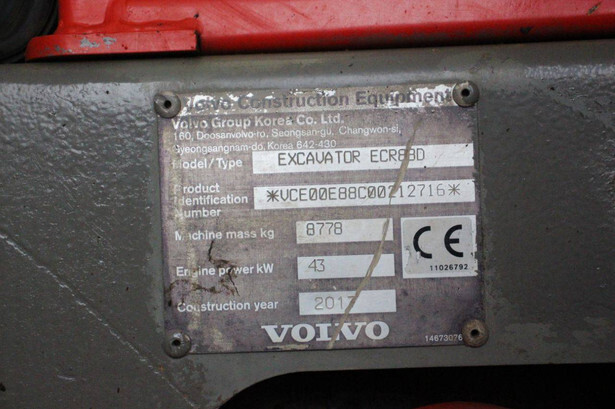 Volvo Construction Equipment
Volvo Group Korea Co. Ltd.
160, Doosanvolvo-ro, Seongsan-gu, Changwon-si,
Gyeongsangnam-do, Korea 642-430
Model/Type EXCAVATOR ECR88D
Product
Identification *VCE00E88C00212716*
Number
Machine mass kg 8778
CE
11026792
Engine power kW 43
Construction year 2017
VOLVO
14673076